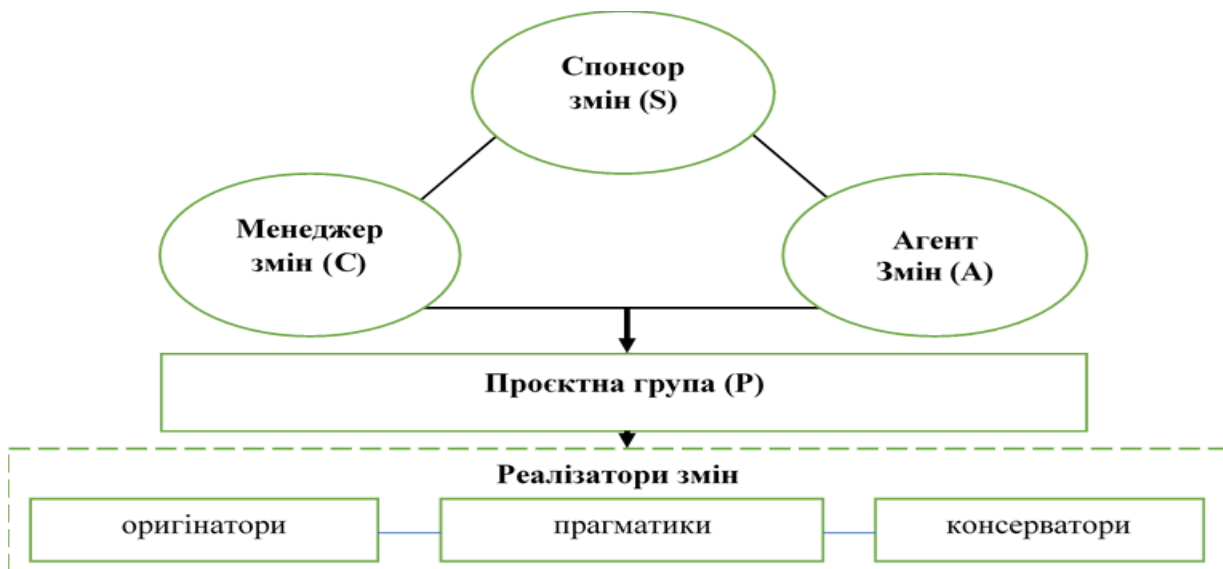 Спонсор
змін (S)
Менеджер
змін (С)
Агент
Змін (А)
Проєктна група (Р)
Реалізатори змін
оригінатори
прагматики
консерватори